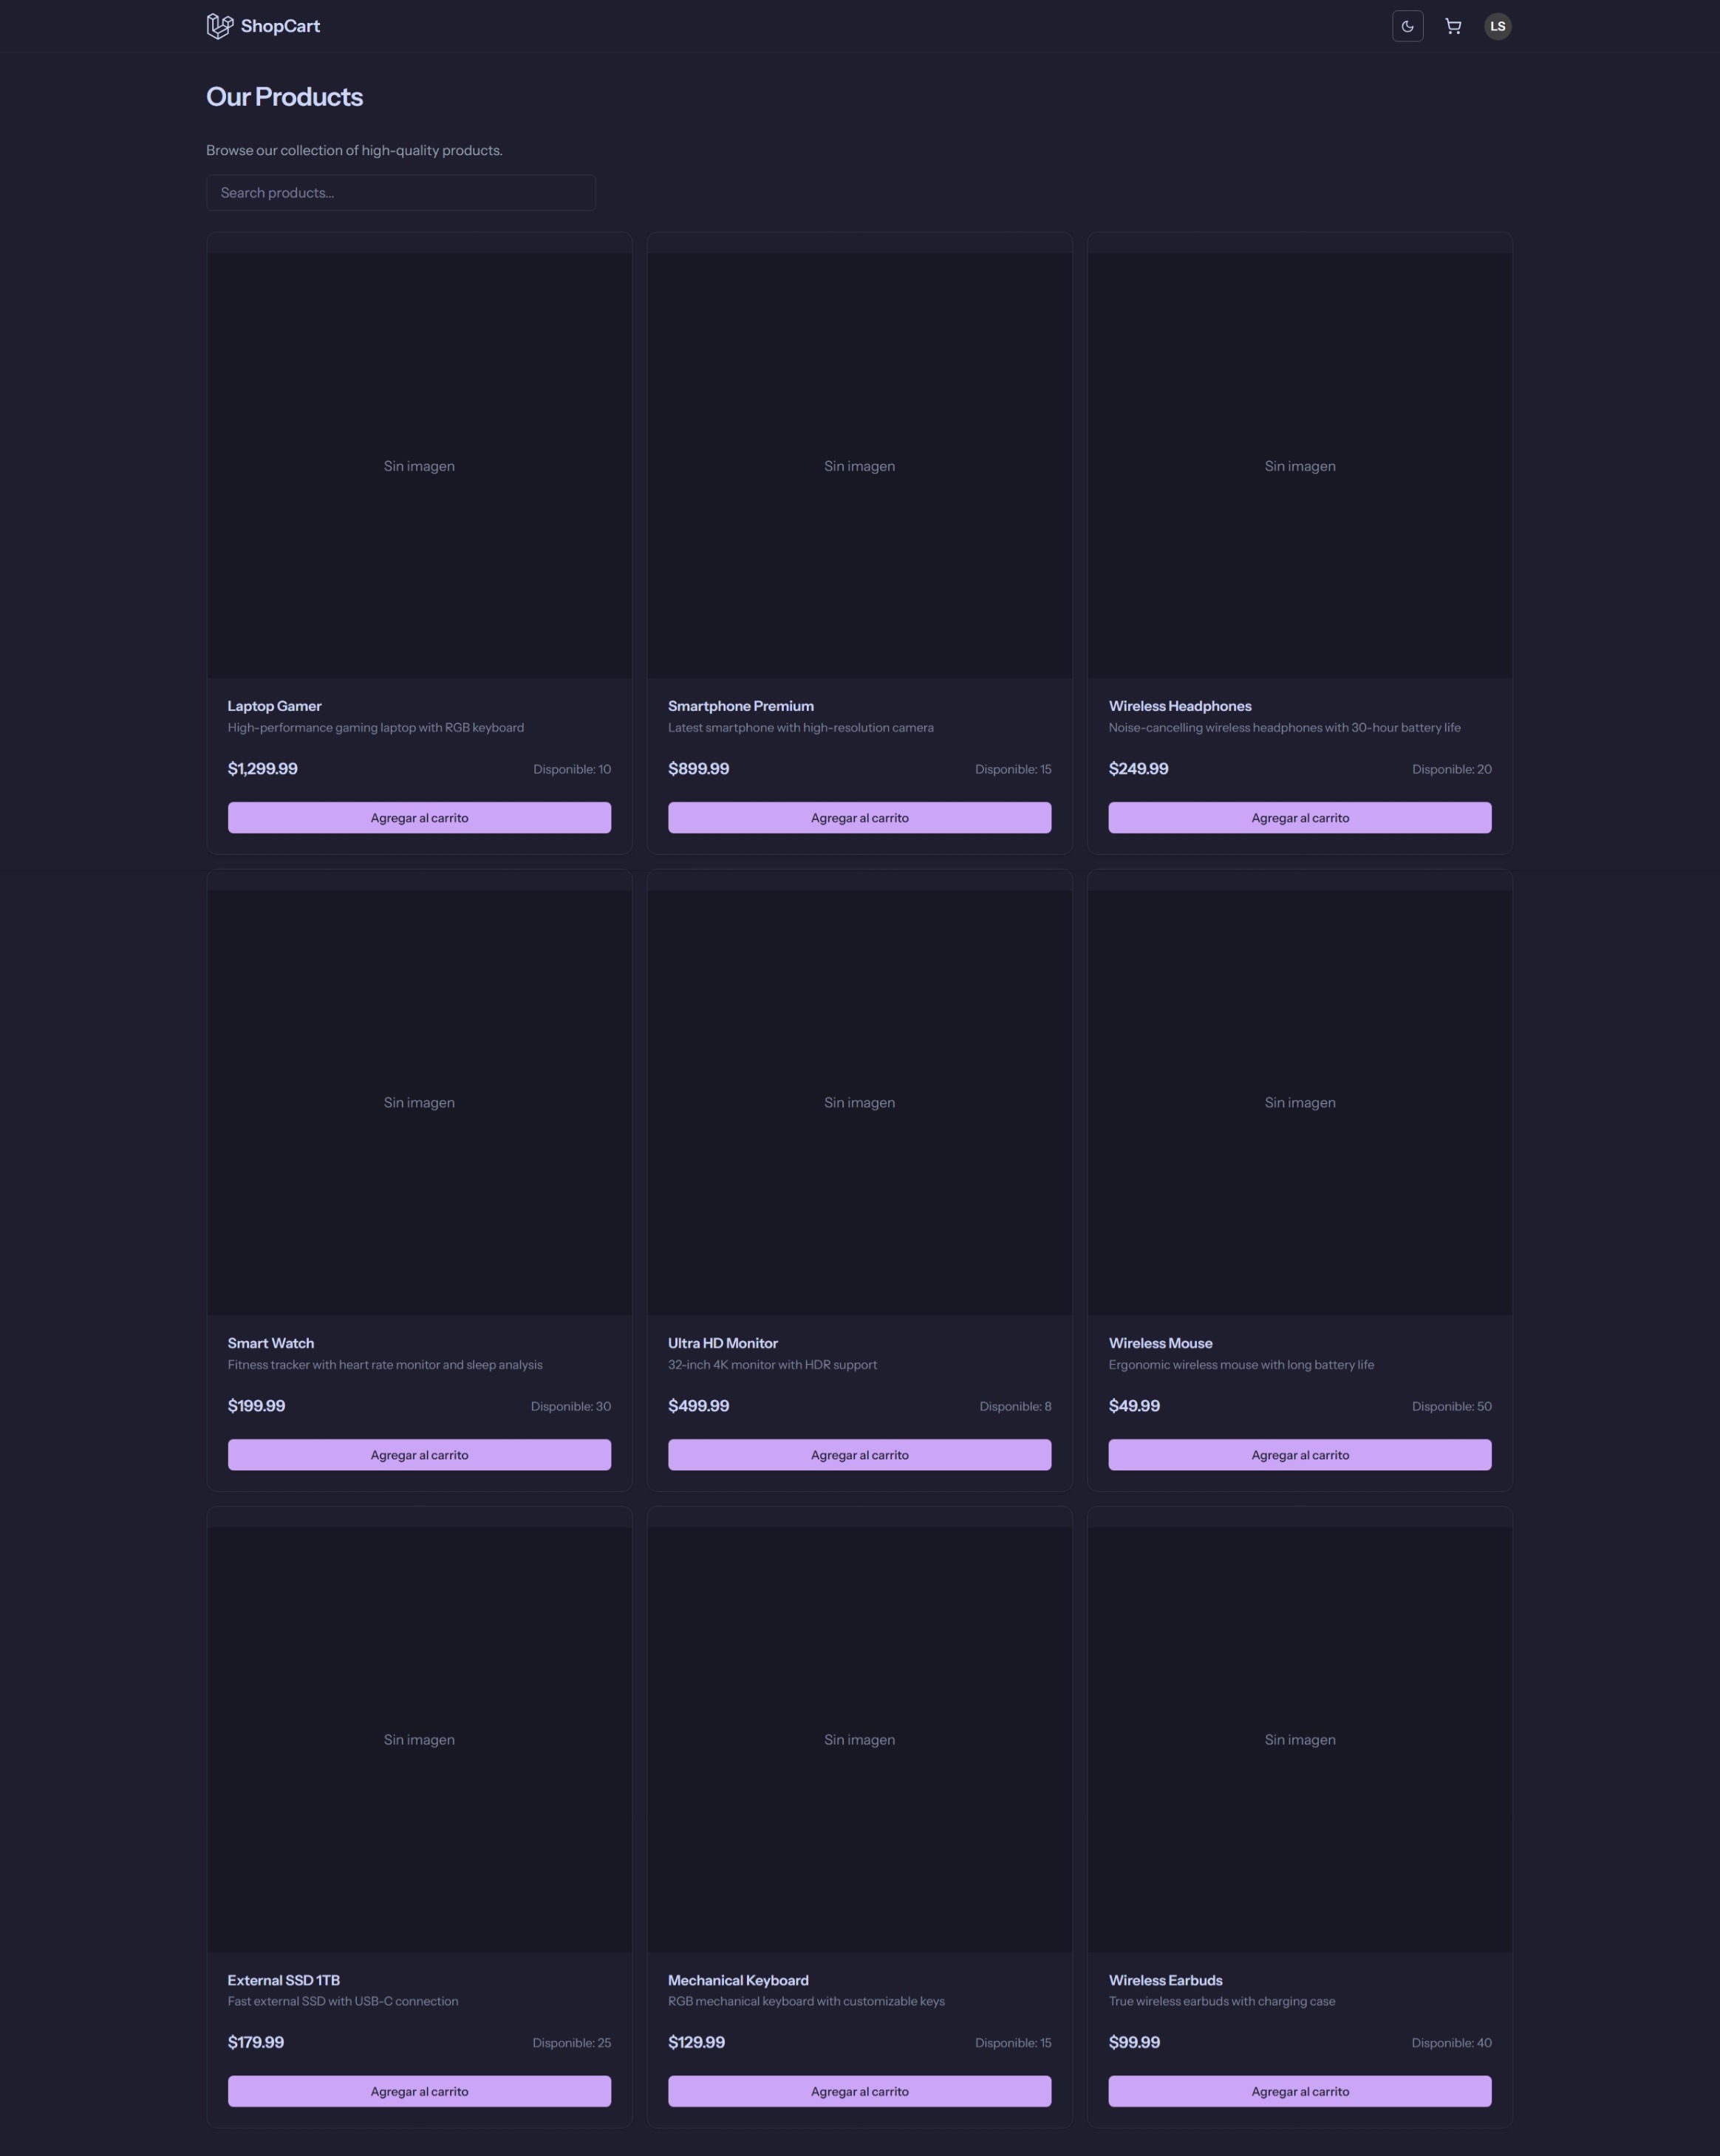 ShopCart
LS
Our Products
Browse our collection of high-quality products.
Search products...
Sin imagen
Sin imagen
Sin imagen
Laptop Gamer
High-performance gaming laptop with RGB keyboard
$1,299.99
Disponible: 10
Agregar al carrito
Smartphone Premium
Latest smartphone with high-resolution camera
$899.99
Disponible: 15
Agregar al carrito
Wireless Headphones
Noise-cancelling wireless headphones with 30-hour battery life
$249.99
Disponible: 20
Agregar al carrito
Sin imagen
Sin imagen
Sin imagen
Smart Watch
Fitness tracker with heart rate monitor and sleep analysis
$199.99
Disponible: 30
Agregar al carrito
Ultra HD Monitor
32-inch 4K monitor with HDR support
$499.99
Disponible: 8
Agregar al carrito
Wireless Mouse
Ergonomic wireless mouse with long battery life
$49.99
Disponible: 50
Agregar al carrito
Sin imagen
Sin imagen
Sin imagen
External SSD 1TB
Fast external SSD with USB-C connection
$179.99
Disponible: 25
Agregar al carrito
Mechanical Keyboard
RGB mechanical keyboard with customizable keys
$129.99
Disponible: 15
Agregar al carrito
Wireless Earbuds
True wireless earbuds with charging case
$99.99
Disponible: 40
Agregar al carrito